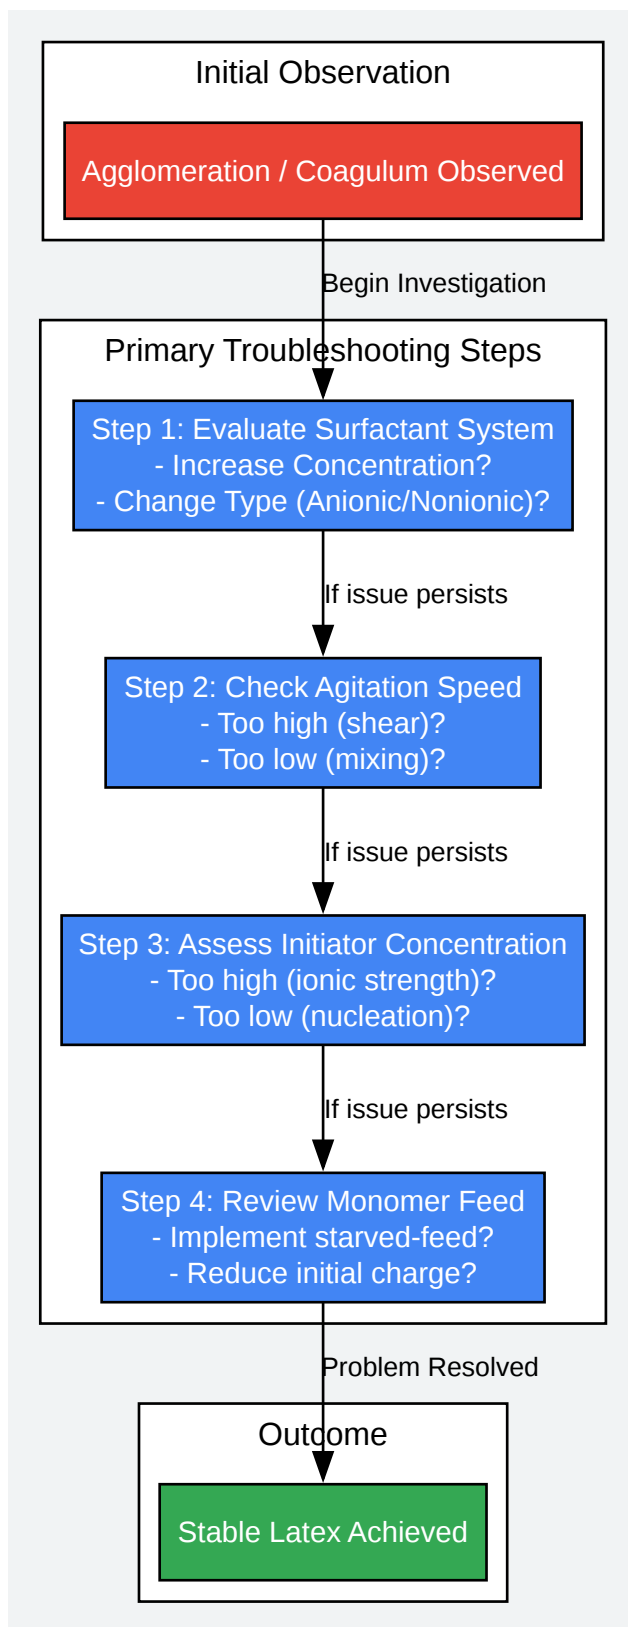 Initial Observation
Agglomeration / Coagulum Observed
Begin Investigation
Primary Troubleshooting Steps
Step 1: Evaluate Surfactant System
- Increase Concentration?
- Change Type (Anionic/Nonionic)?
If issue persists
Step 2: Check Agitation Speed
- Too high (shear)?
- Too low (mixing)?
If issue persists
Step 3: Assess Initiator Concentration
- Too high (ionic strength)?
- Too low (nucleation)?
If issue persists
Step 4: Review Monomer Feed
- Implement starved-feed?
- Reduce initial charge?
Problem Resolved
Outcome
Stable Latex Achieved